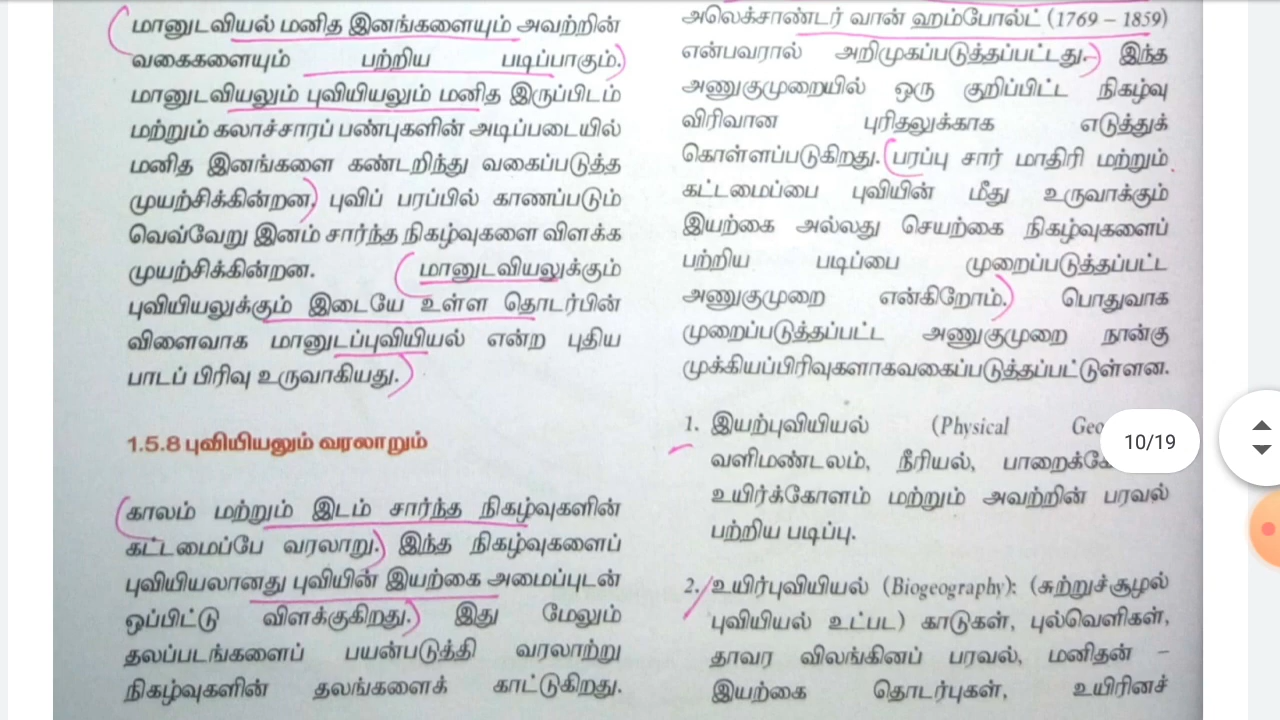 மானுடவியல் மனித இனங்களையும் அவற்றின்
வகைகளையும் பற்றிய படிப்பாகும்.
மானுடவியலும் புவியியலும் மனித இருப்பிடம்
மற்றும் கலாச்சாரப் பண்புகளின் அடிப்படையில்
மனித இனங்களை கண்டறிந்து வகைப்படுத்த
முயற்சிக்கின்றன. புவிப் பரப்பில் காணப்படும்
வெவ்வேறு இனம் சார்ந்த நிகழ்வுகளை விளக்க
முயற்சிக்கின்றன. மானுடவியலுக்கும்
புவியியலுக்கும் இடையே உள்ள தொடர்பின்
விளைவாக மானுடப்புவியியல் என்ற புதிய
பாடப் பிரிவு உருவாகியது.
1.5.8 புவியியலும் வரலாறும்
காலம் மற்றும் இடம் சார்ந்த நிகழ்வுகளின்
கட்டமைப்பே வரலாறு. இந்த நிகழ்வுகளைப்
புவியியலானது புவியின் இயற்கை அமைப்புடன்
ஒப்பிட்டு விளக்குகிறது. இது மேலும்
தலப்படங்களைப் பயன்படுத்தி வரலாற்று
நிகழ்வுகளின் தலங்களைக் காட்டுகிறது.
அலெக்சாண்டர் வான் ஹம்போல்ட் (1769 – 1859)
என்பவரால் அறிமுகப்படுத்தப்பட்டது. இந்த
அணுகுமுறையில் ஒரு குறிப்பிட்ட நிகழ்வு
விரிவான புரிதலுக்காக எடுத்துக்
கொள்ளப்படுகிறது. பரப்பு சார் மாதிரி மற்றும்
கட்டமைப்பை புவியின் மீது உருவாக்கும்
இயற்கை அல்லது செயற்கை நிகழ்வுகளைப்
பற்றிய படிப்பை முறைப்படுத்தப்பட்ட
அணுகுமுறை என்கிறோம். பொதுவாக
முறைப்படுத்தப்பட்ட அணுகுமுறை நான்கு
முக்கியப்பிரிவுகளாகவகைப்படுத்தப்பட்டுள்ளன.
1. இயற்புவியியல் (Physical
வளிமண்டலம், நீரியல்,
உயிர்க்கோளம் மற்றும் அவற்றின் பரவல்
பற்றிய படிப்பு.
2. உயிர்புவியியல் (Biogeography): (சுற்றுச்சூழல்
புவியியல் உட்பட) காடுகள், புல்வெளிகள்,
தாவர விலங்கினப் பரவல், மனிதன் –
இயற்கை தொடர்புகள், உயிரினச்
10/19